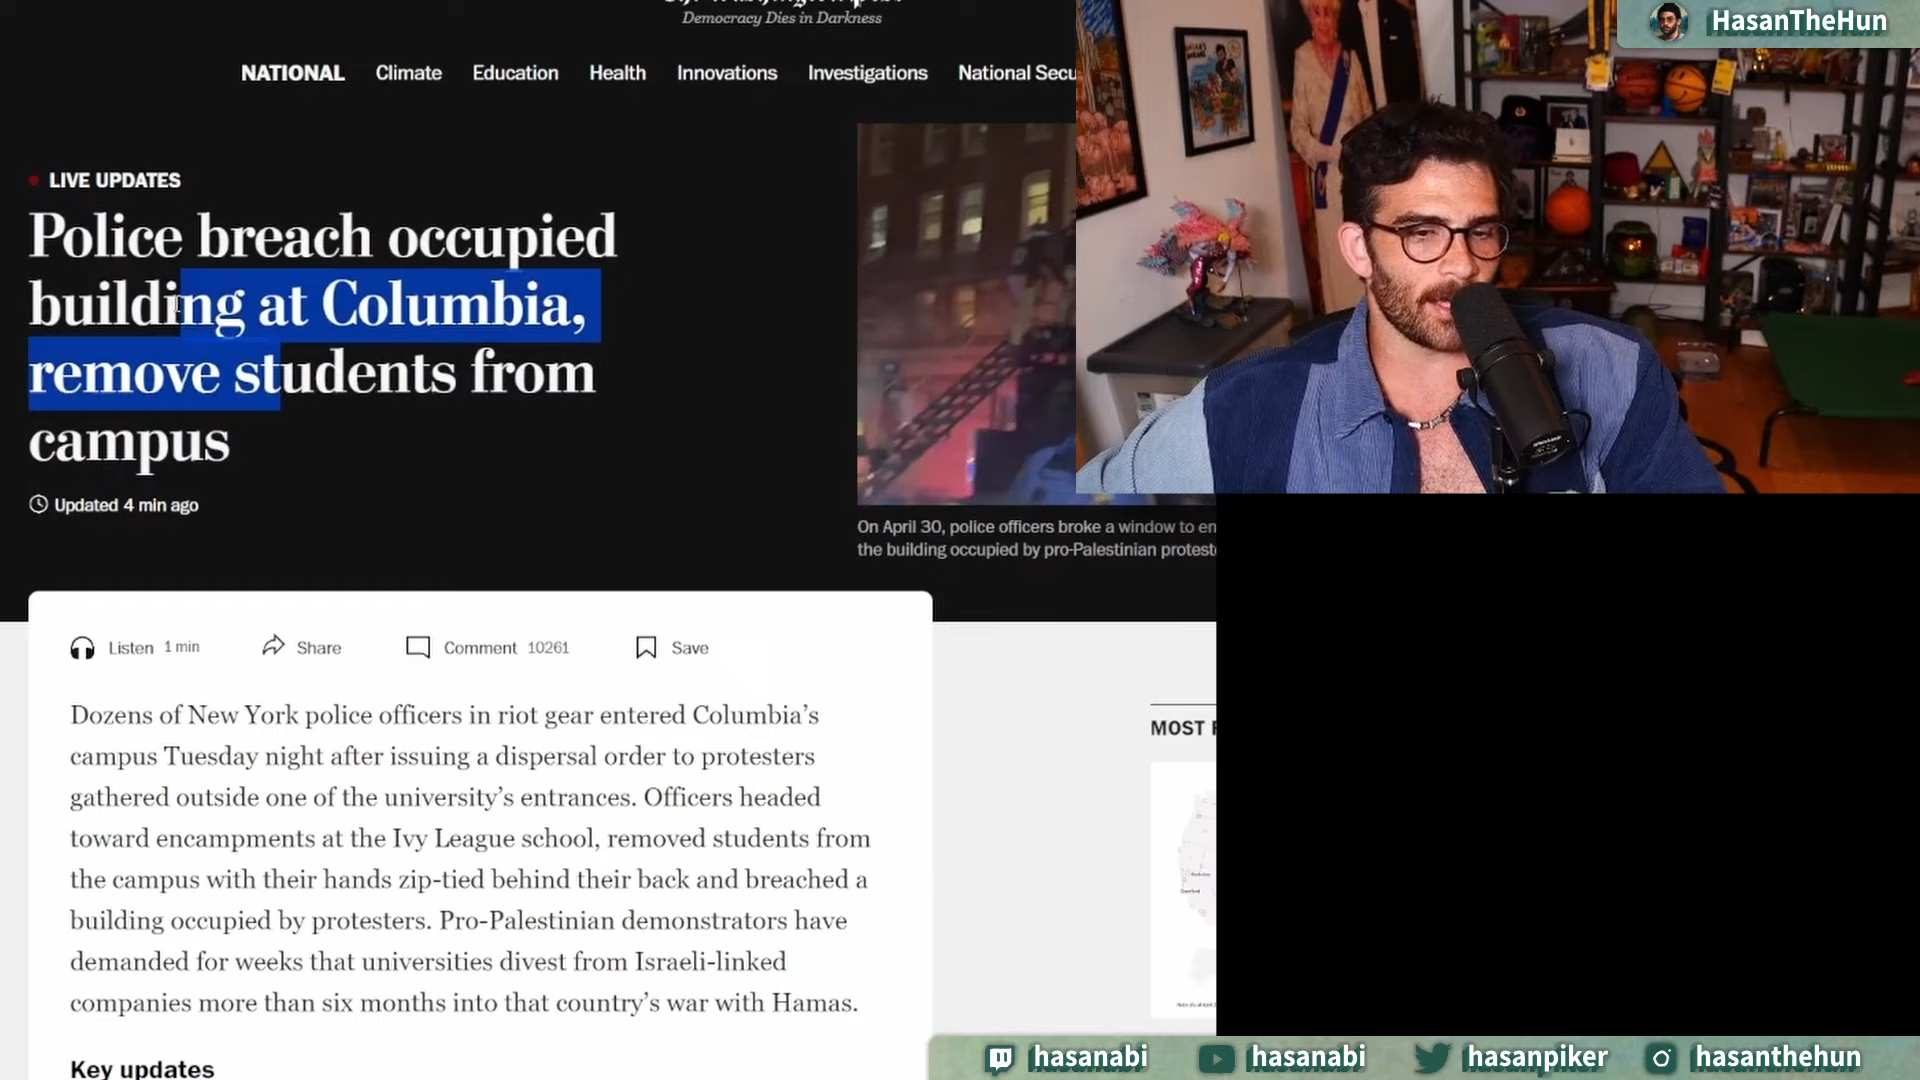 Democracy Dies in Darkness
NATIONAL Climate Education Health Innovations Investigations National Secu
LIVE UPDATES
Police breach occupied
building at Columbia,
remove students from
campus
Updated 4 min ago
On April 30, police officers broke a window to en
the building occupied by pro-Palestinian protest
Listen 1 min Share Comment 10261 Save
Dozens of New York police officers in riot gear entered Columbia’s
campus Tuesday night after issuing a dispersal order to protesters
gathered outside one of the university’s entrances. Officers headed
toward encampments at the Ivy League school, removed students from
the campus with their hands zip-tied behind their back and breached a
building occupied by protesters. Pro-Palestinian demonstrators have
demanded for weeks that universities divest from Israeli-linked
companies more than six months into that country’s war with Hamas.
Key updates
MOST
HasanTheHun
hasanabi hasanabi hasanpiker hasanthehun